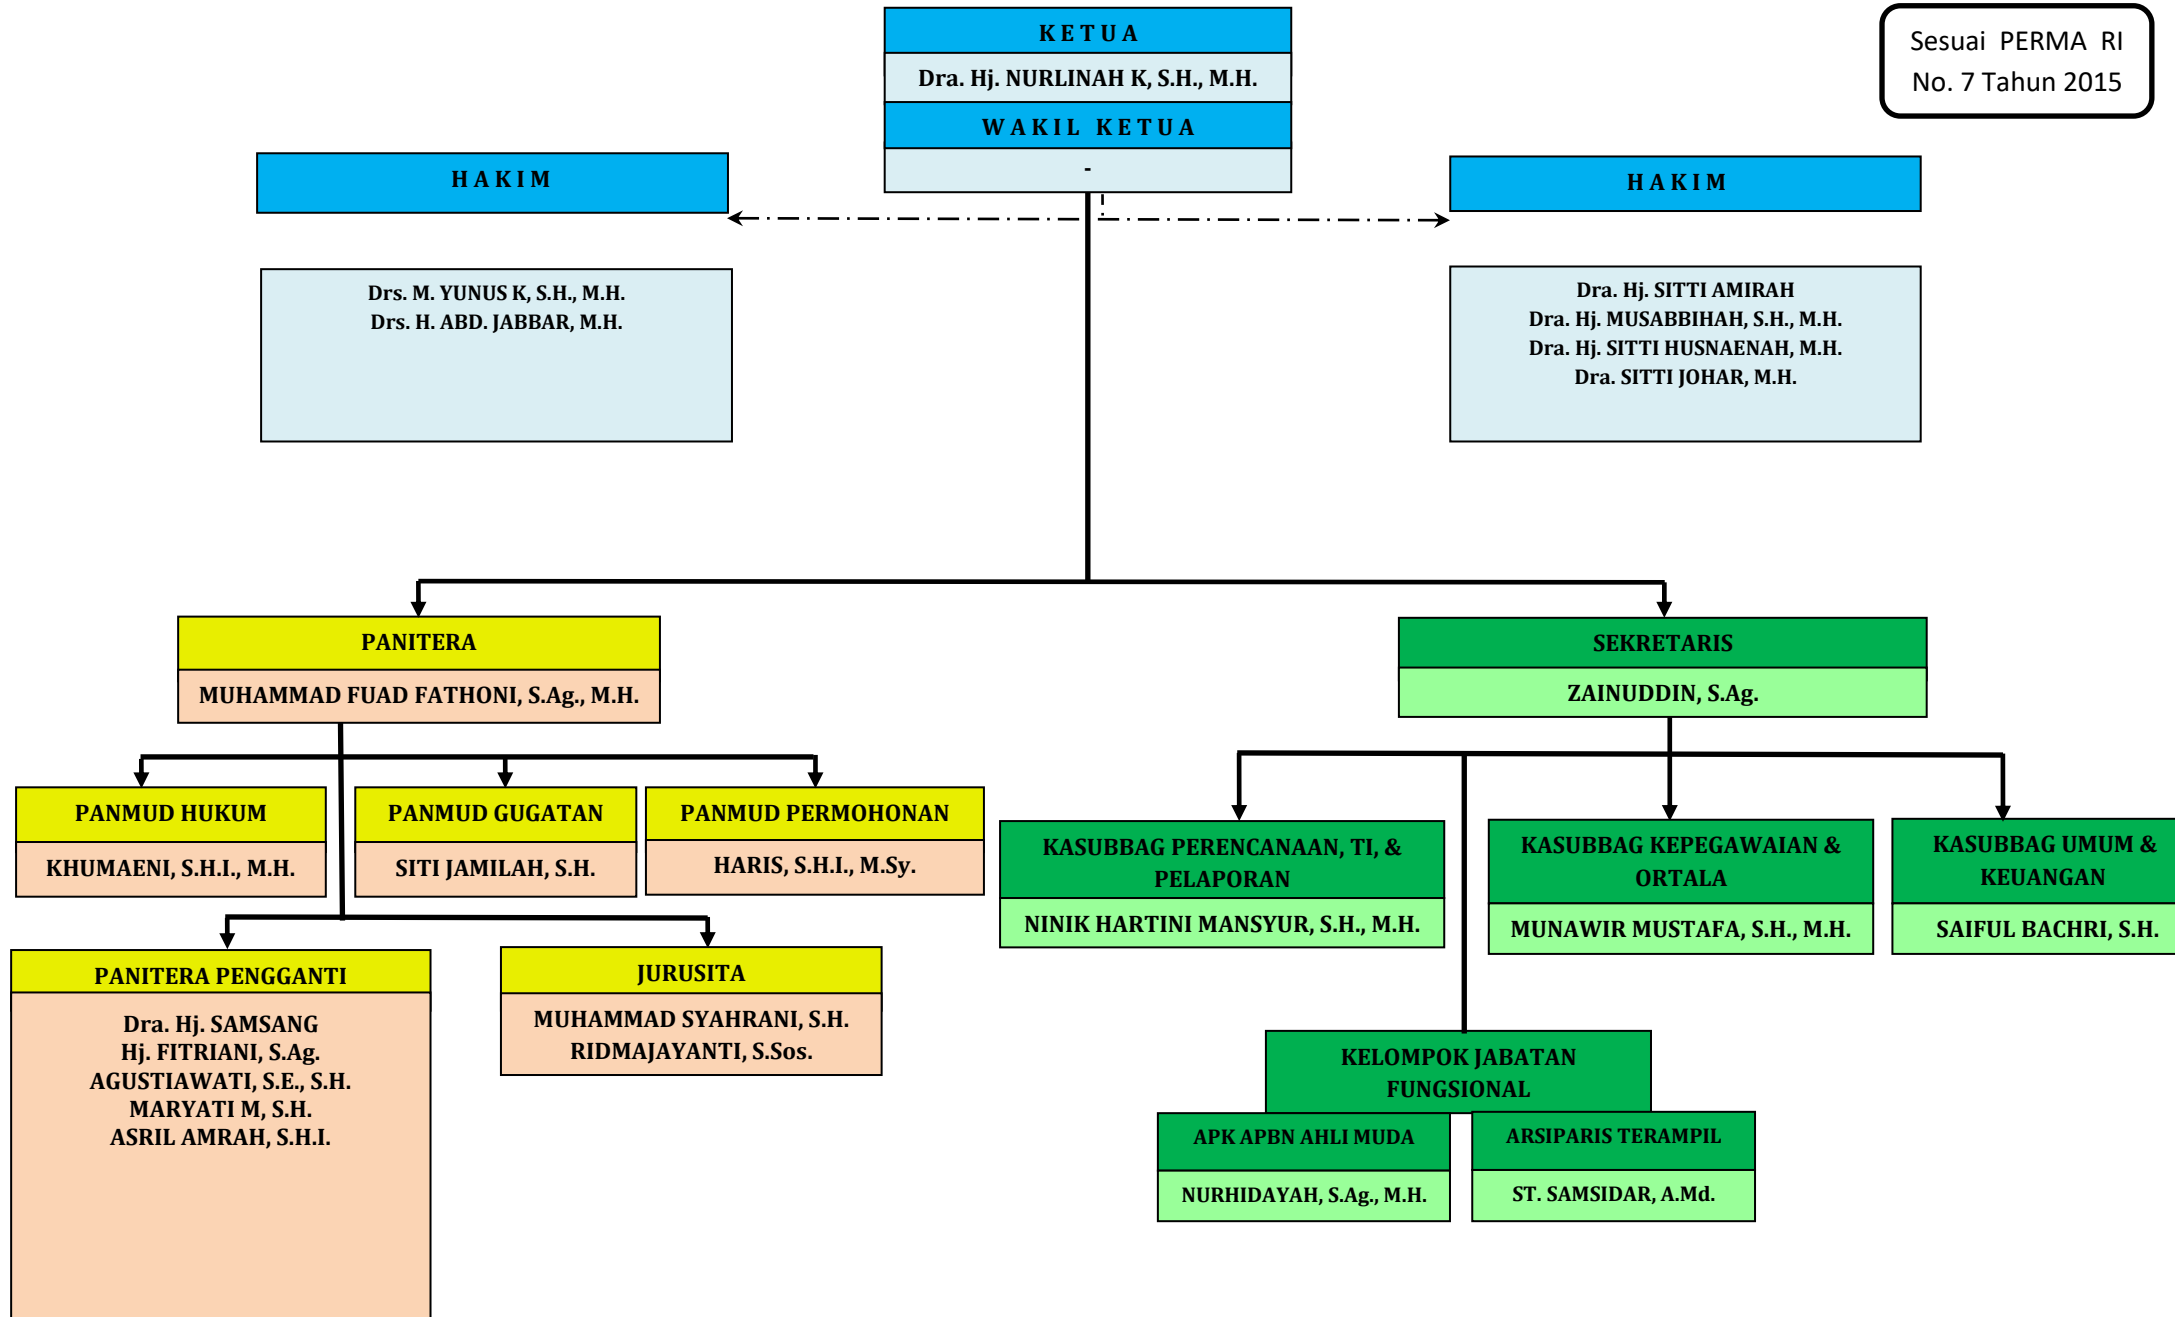 K E T U A
Dra. Hj. NURLINAH K, S.H., M.H.
W A K I L K E T U A
-
Sesuai PERMA RI
No. 7 Tahun 2015
H A K I M
Drs. M. YUNUS K, S.H., M.H.
Drs. H. ABD. JABBAR, M.H.
H A K I M
Dra. Hj. SITTI AMIRAH
Dra. Hj. MUSABBIHAH, S.H., M.H.
Dra. Hj. SITTI HUSNAENAH, M.H.
Dra. SITTI JOHAR, M.H.
PANITERA
MUHAMMAD FUAD FATHONI, S.Ag., M.H.
SEKRETARIS
ZAINUDDIN, S.Ag.
PANMUD HUKUM
KHUMAENI, S.H.I., M.H.
PANMUD GUGATAN
SITI JAMILAH, S.H.
PANMUD PERMOHONAN
HARIS, S.H.I., M.Sy.
KASUBBAG PERENCANAAN, TI, &
PELAPORAN
NINIK HARTINI MANSYUR, S.H., M.H.
KASUBBAG KEPEGAWAIAN &
ORTALA
MUNAWIR MUSTAFA, S.H., M.H.
KASUBBAG UMUM &
KEUANGAN
SAIFUL BACHRI, S.H.
PANITERA PENGGANTI
Dra. Hj. SAMSANG
Hj. FITRIANI, S.Ag.
AGUSTIAWATI, S.E., S.H.
MARYATI M, S.H.
ASRIL AMRAH, S.H.I.
JURUSITA
MUHAMMAD SYAHRANI, S.H.
RIDMAJAYANTI, S.Sos.
KELOMPOK JABATAN
FUNGSIONAL
APK APBN AHLI MUDA
NURHIDAYAH, S.Ag., M.H.
ARSIPARIS TERAMPIL
ST. SAMSIDAR, A.Md.